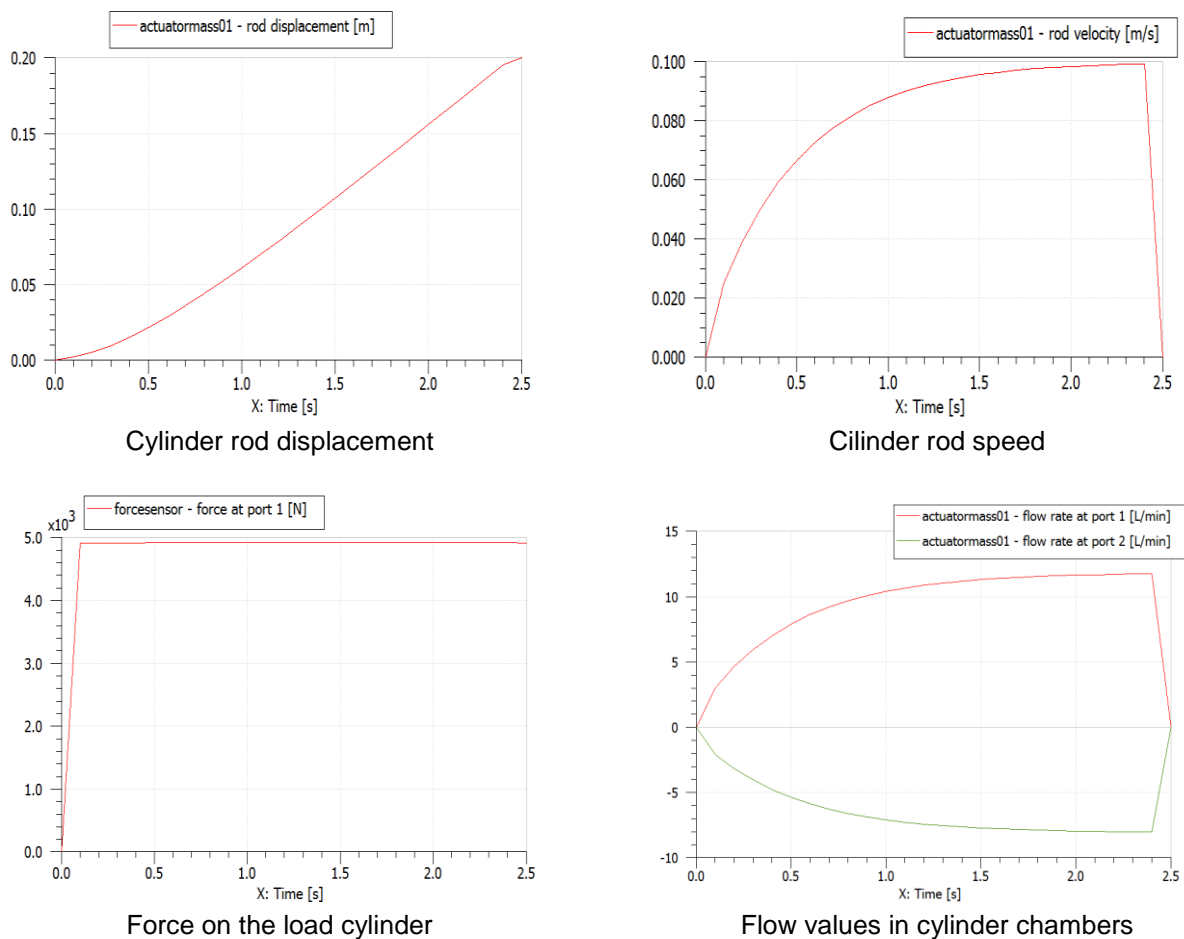 actuatormass01 - rod displacement [m]
0.20
0.15
0.10
0.05
0.00
0.0 0.5 1.0 1.5 2.0 2.5
X: Time [s]
Cylinder rod displacement
actuatormass01 - rod velocity [m/s]
0.100
0.080
0.060
0.040
0.020
0.000
0.0 0.5 1.0 1.5 2.0 2.5
X: Time [s]
Cilinder rod speed
forcesensor - force at port 1 [N]
x10³
5.0
4.0
3.0
2.0
1.0
0.0
0.0 0.5 1.0 1.5 2.0 2.5
X: Time [s]
Force on the load cylinder
actuatormass01 - flow rate at port 1 [L/min]
actuatormass01 - flow rate at port 2 [L/min]
15
10
5
0
-5
-10
0.0 0.5 1.0 1.5 2.0 2.5
X: Time [s]
Flow values in cylinder chambers